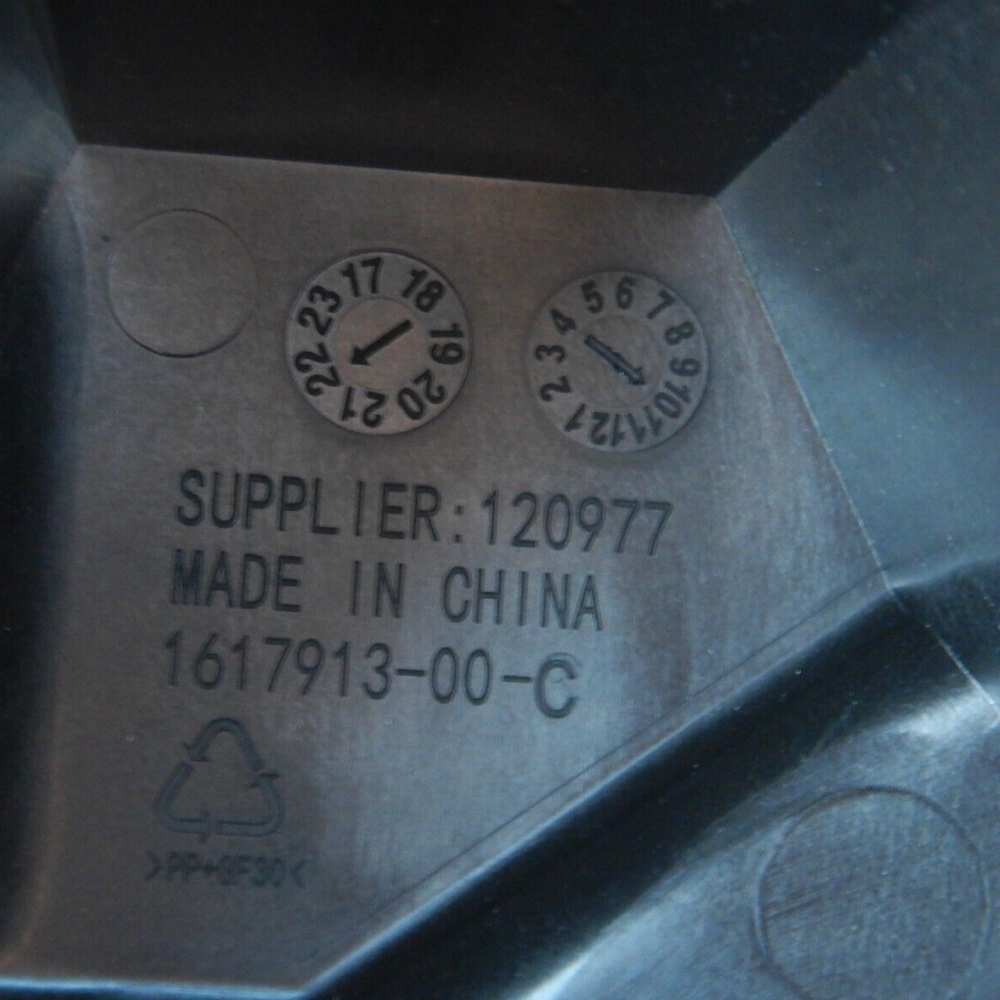 17 18 19 20 21 22 23
1 2 3 4 5 6 7 8 9 10 11 12
SUPPLIER:120977
MADE IN CHINA
1617913-00-C
>PP+GF30<